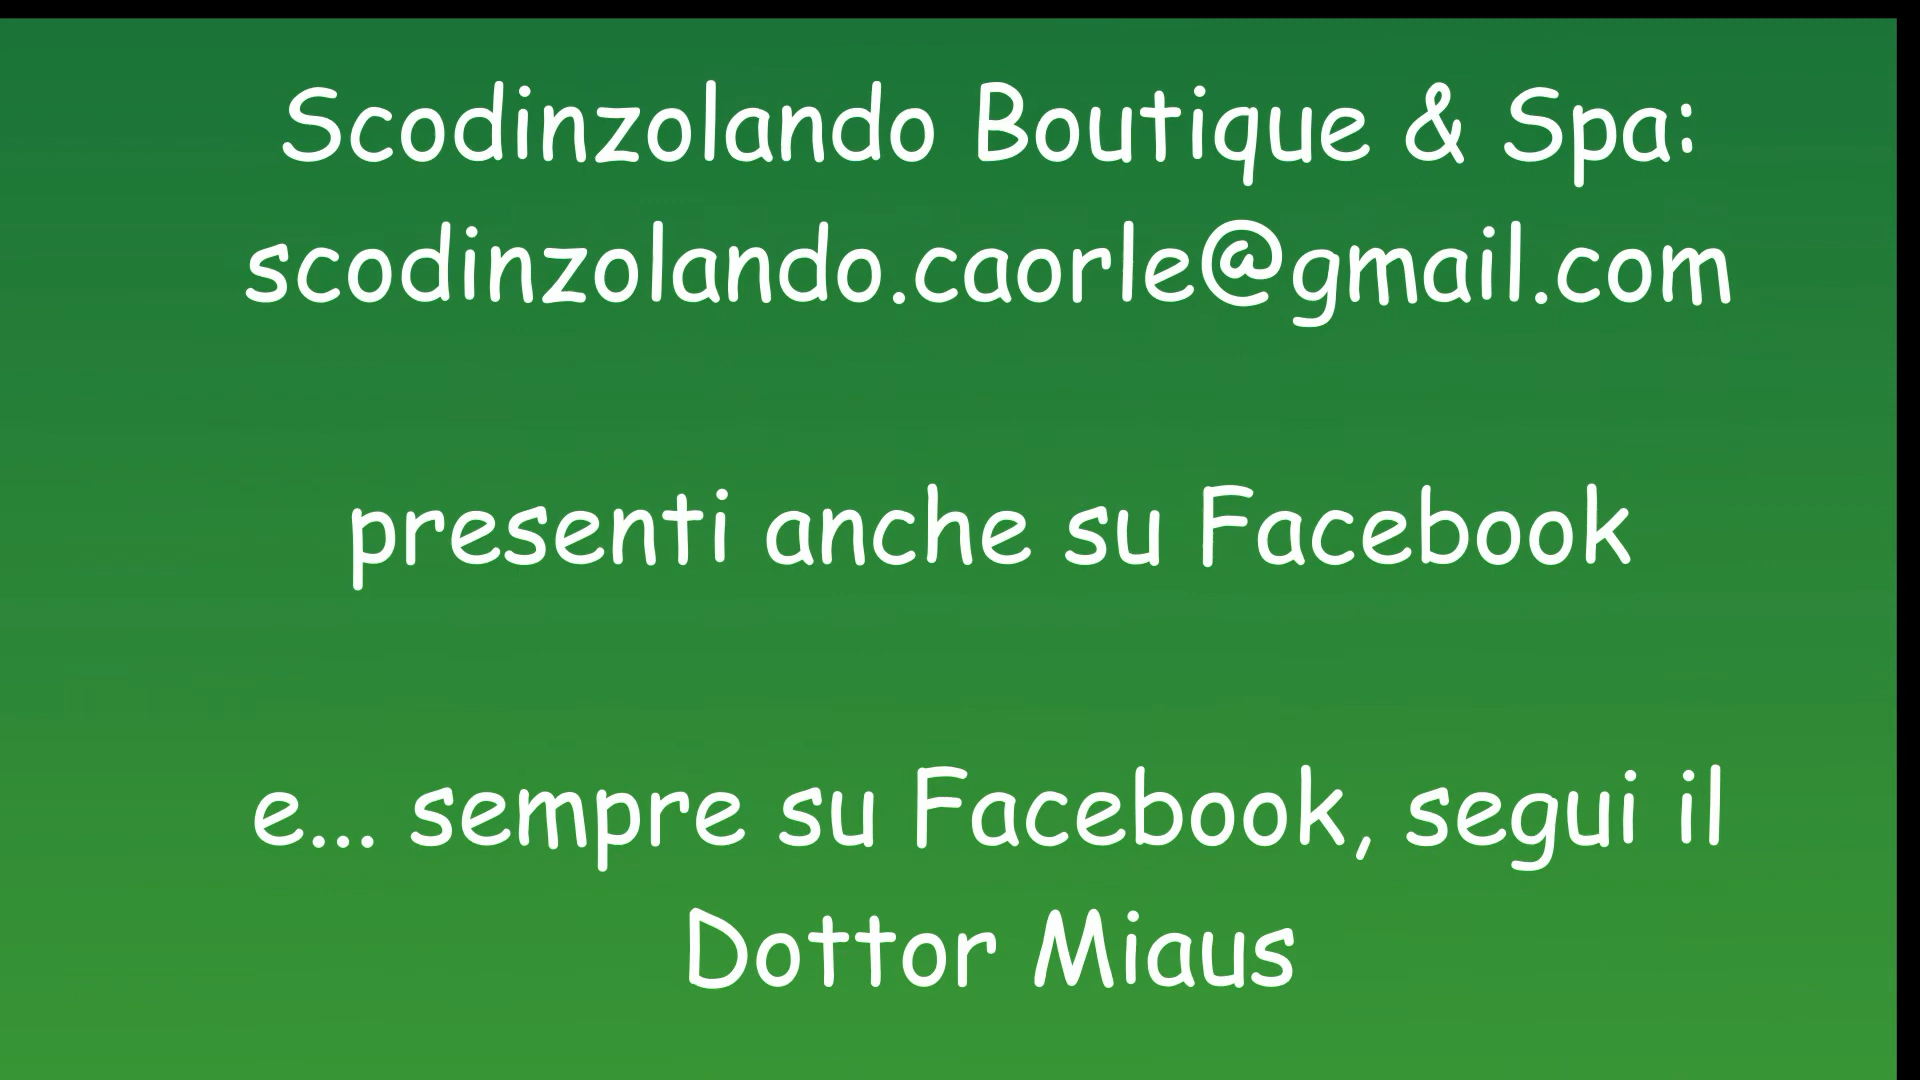 Scodinzolando Boutique & Spa:
scodinzolando.caorle@gmail.com
presenti anche su Facebook
e... sempre su Facebook, segui il
Dottor Miaus